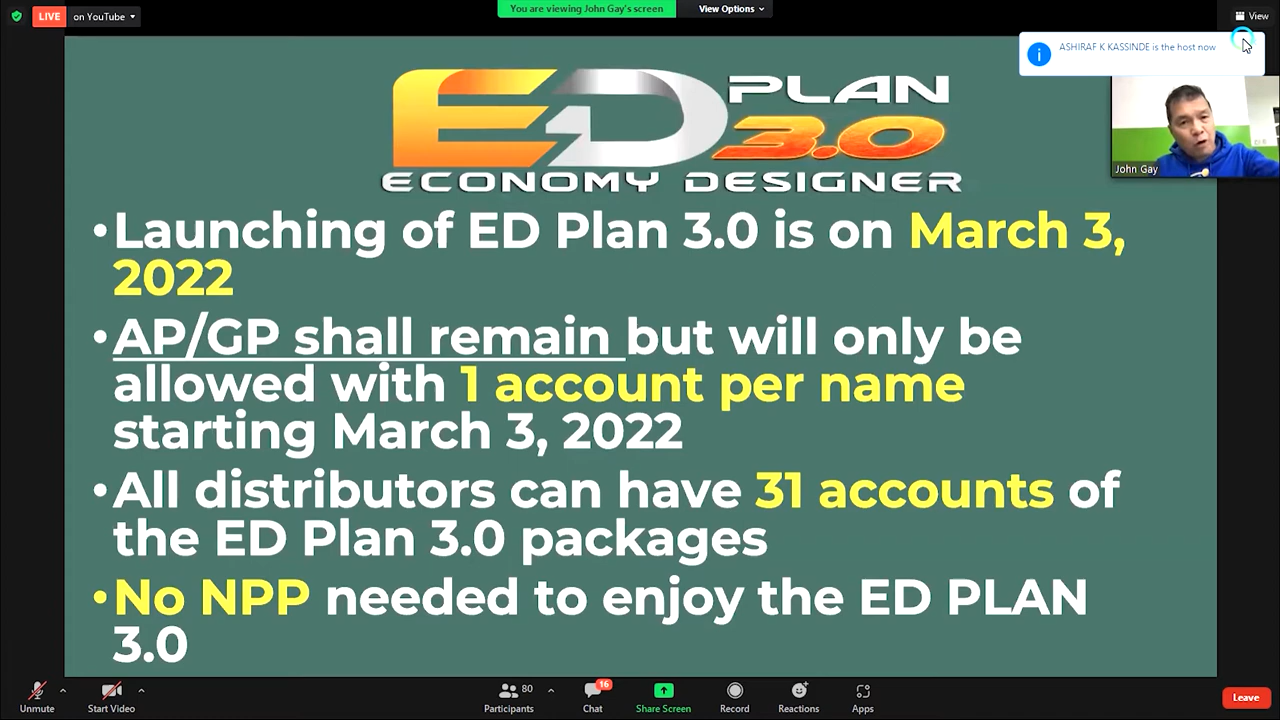 LIVE
on YouTube
You are viewing John Gay's screen
View Options
View
ASHIRAF K KASSINDE is the host now
John Gay
ED PLAN
3.0
ECONOMY DESIGNER
•Launching of ED Plan 3.0 is on March 3,
2022
•AP/GP shall remain but will only be
allowed with 1 account per name
starting March 3, 2022
•All distributors can have 31 accounts of
the ED Plan 3.0 packages
•No NPP needed to enjoy the ED PLAN
3.0
Unmute
Start Video
80
Participants
16
Chat
Share Screen
Record
Reactions
Apps
Leave